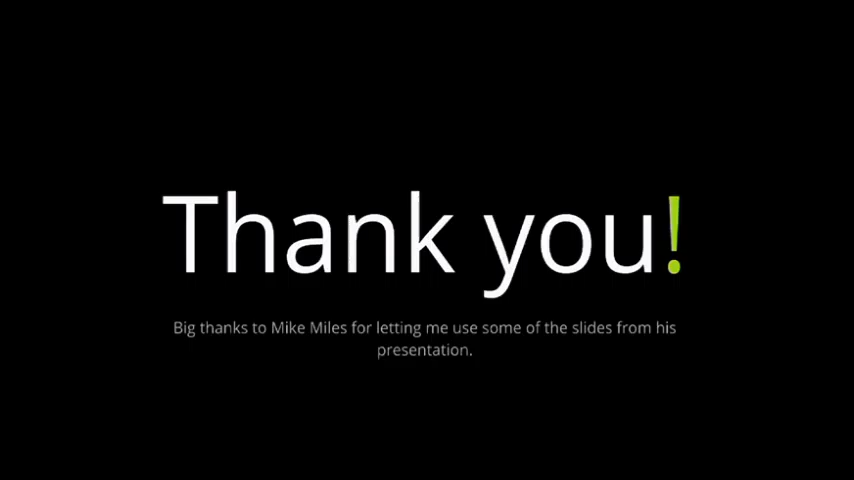 Thank you!
Big thanks to Mike Miles for letting me use some of the slides from his
presentation.